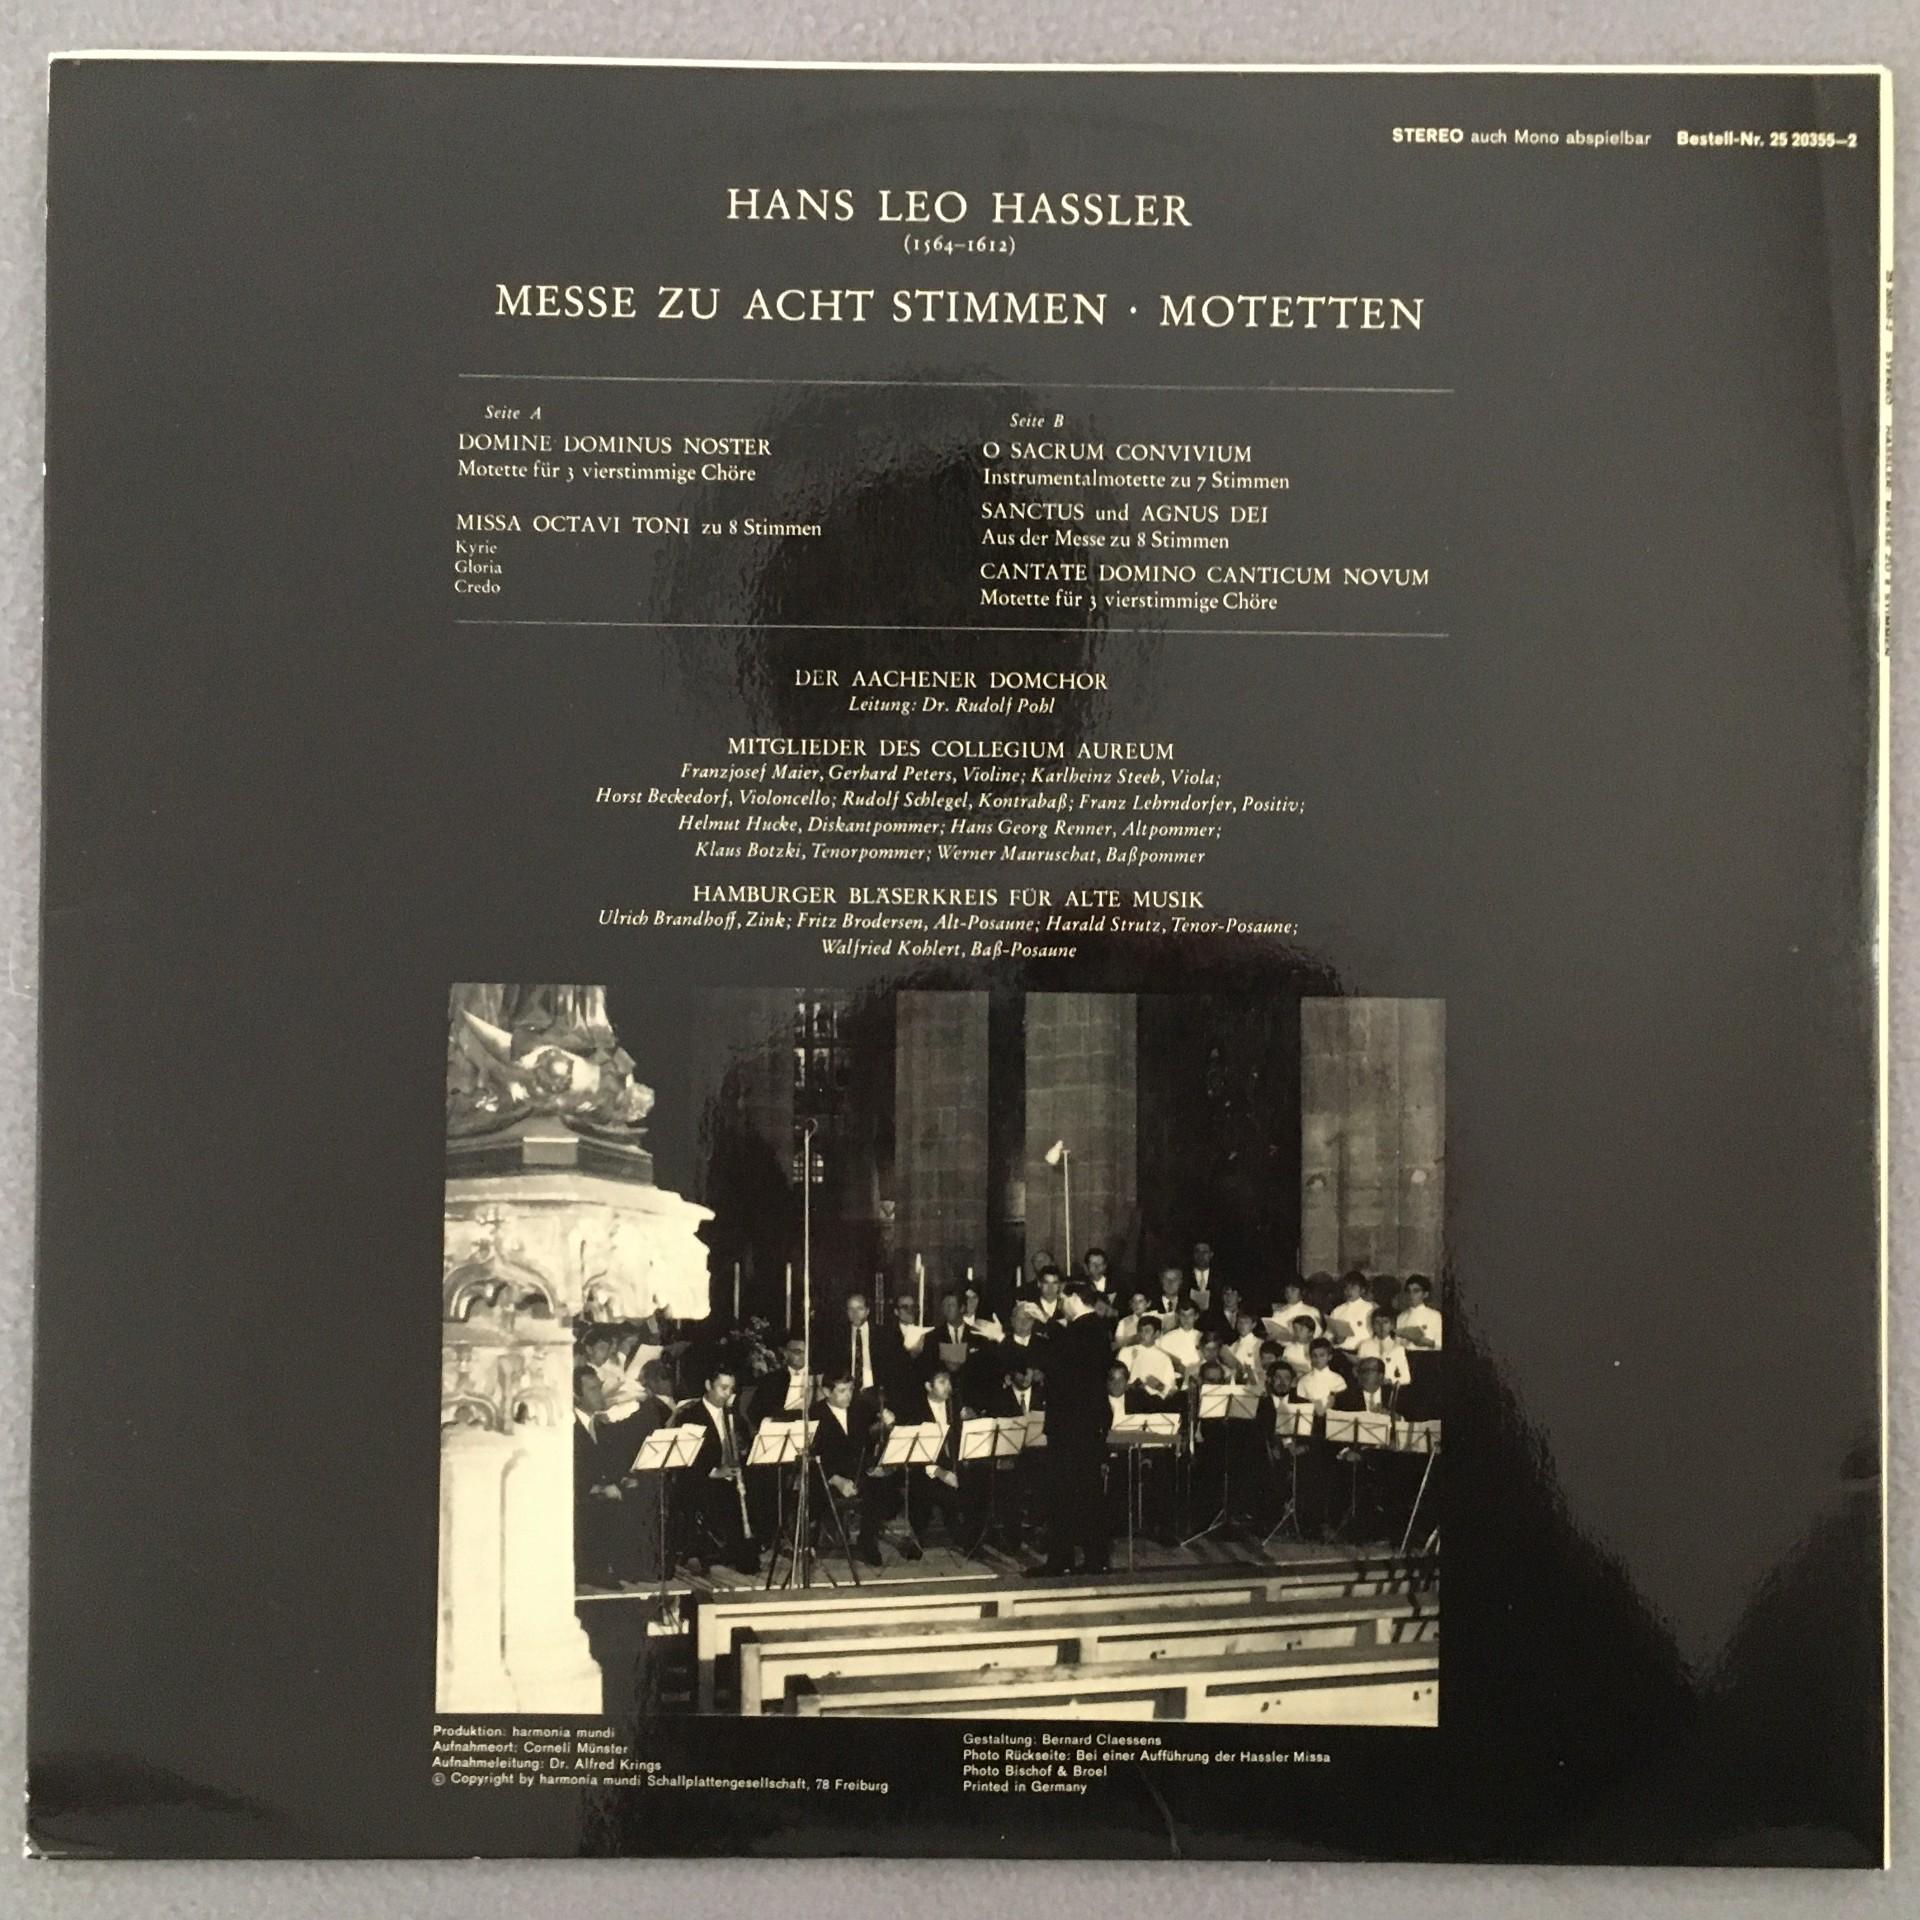 STEREO auch Mono abspielbar Bestell-Nr. 25 20355–2
HANS LEO HASSLER
(1564–1612)
MESSE ZU ACHT STIMMEN · MOTETTEN
Seite A
DOMINE DOMINUS NOSTER
Motette für 3 vierstimmige Chöre
MISSA OCTAVI TONI zu 8 Stimmen
Kyrie
Gloria
Credo
Seite B
O SACRUM CONVIVIUM
Instrumentalmotette zu 7 Stimmen
SANCTUS und AGNUS DEI
Aus der Messe zu 8 Stimmen
CANTATE DOMINO CANTICUM NOVUM
Motette für 3 vierstimmige Chöre
DER AACHENER DOMCHOR
Leitung: Dr. Rudolf Pohl
MITGLIEDER DES COLLEGIUM AUREUM
Franzjosef Maier, Gerhard Peters, Violine; Karlheinz Steeb, Viola;
Horst Beckedorf, Violoncello; Rudolf Schlegel, Kontrabaß; Franz Lehrndorfer, Positiv;
Helmut Hucke, Diskantpommer; Hans Georg Renner, Altpommer;
Klaus Botzki, Tenorpommer; Werner Mauruschat, Baßpommer
HAMBURGER BLÄSERKREIS FÜR ALTE MUSIK
Ulrich Brandhoff, Zink; Fritz Brodersen, Alt-Posaune; Harald Strutz, Tenor-Posaune;
Walfried Kohlert, Baß-Posaune
Produktion: harmonia mundi
Aufnahmeort: Corneli Münster
Aufnahmeleitung: Dr. Alfred Krings
© Copyright by harmonia mundi Schallplattengesellschaft, 78 Freiburg
Gestaltung: Bernard Claessens
Photo Rückseite: Bei einer Aufführung der Hassler Missa
Photo Bischof & Broel
Printed in Germany